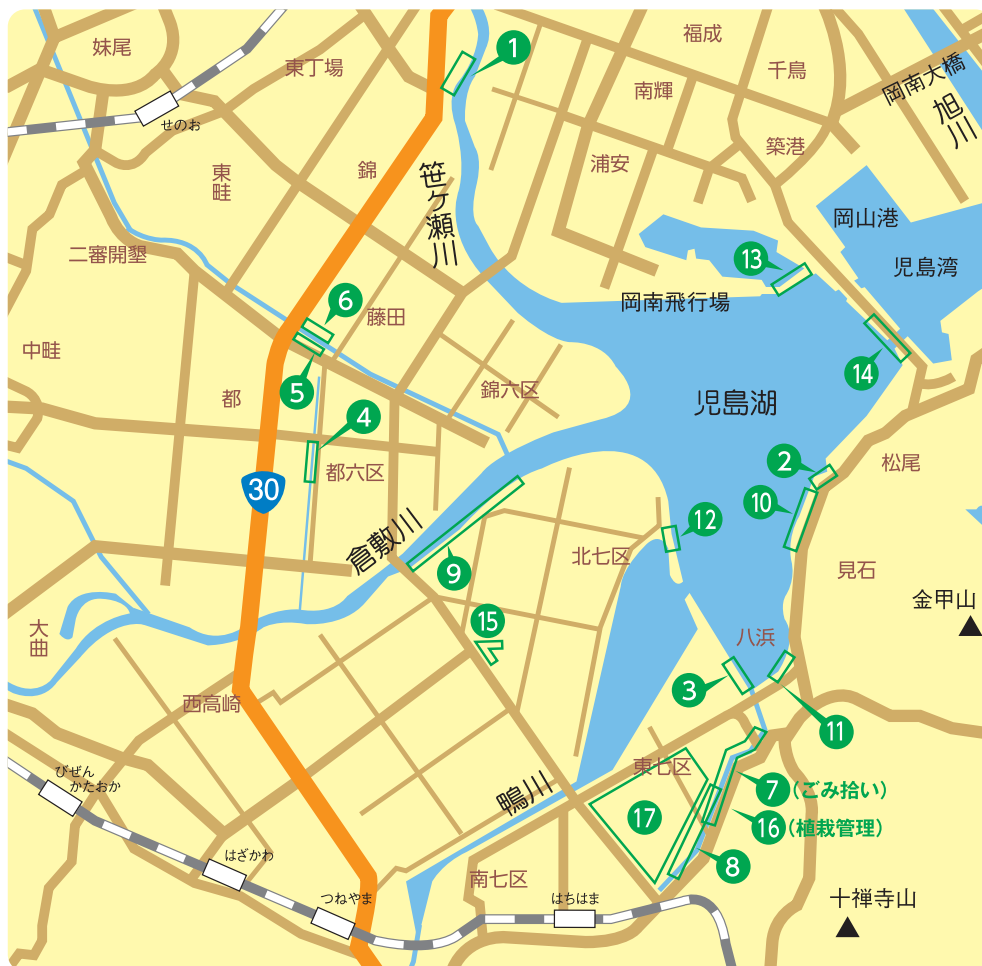 福成
妹尾
1
東丁場
千鳥
岡南大橋
南輝
旭川
せのお
築港
浦安
錦
東畦
笹ヶ瀬川
岡山港
二審開墾
13
児島湾
6
岡南飛行場
藤田
中畦
5
14
錦六区
都
児島湖
4
2
松尾
都六区
30
10
12
倉敷川
9
北七区
見石
金甲山
15
大曲
八浜
3
西高崎
11
びぜん
かたおか
東七区
7(ごみ拾い)
鴨川
17
16(植栽管理)
はざかわ
8
南七区
つねやま
はちはま
十禅寺山